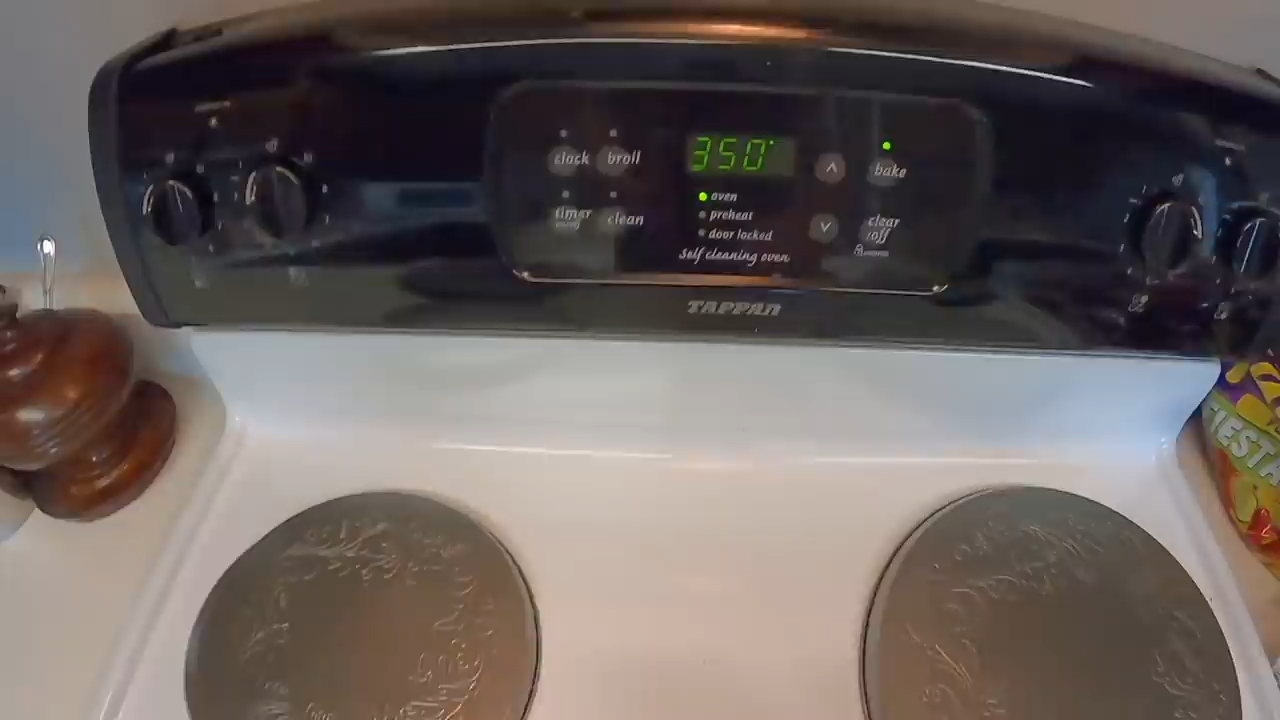 clock
broil
350°
bake
timer
clean
oven
preheat
door locked
clear
/off
Self cleaning oven
TAPPAN
FIESTA